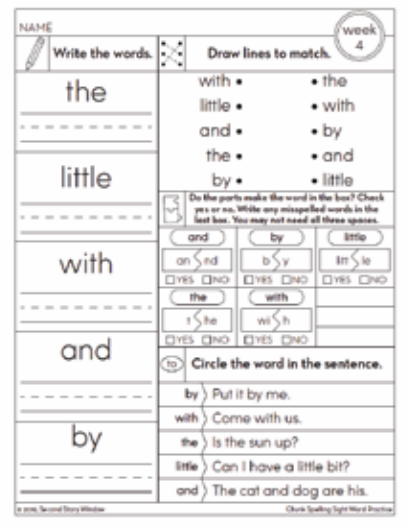 NAME
week
4
Write the words.
Draw lines to match.
the
little
with
and
by
with • • the
little • • with
and • • by
the • • and
by • • little
Do the parts make the word in the box? Check
yes or no. Write any misspelled words in the
last box. You may not need all three spaces.
and by little
an nd b y litt le
YES NO YES NO YES NO
the with
t he wi h
YES NO YES NO
to Circle the word in the sentence.
by Put it by me.
with Come with us.
the Is the sun up?
little Can I have a little bit?
and The cat and dog are his.
Second Story Window
Chunk Spelling Sight Word Practice